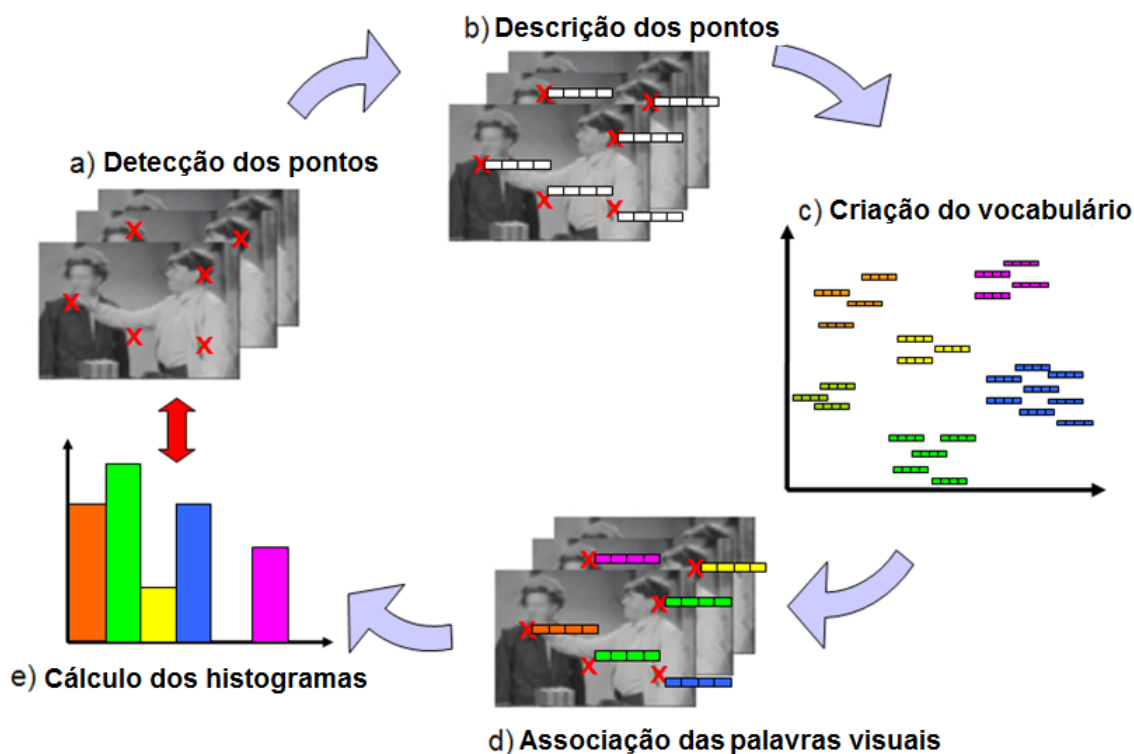 b) Descrição dos pontos
a) Detecção dos pontos
c) Criação do vocabulário
e) Cálculo dos histogramas
d) Associação das palavras visuais